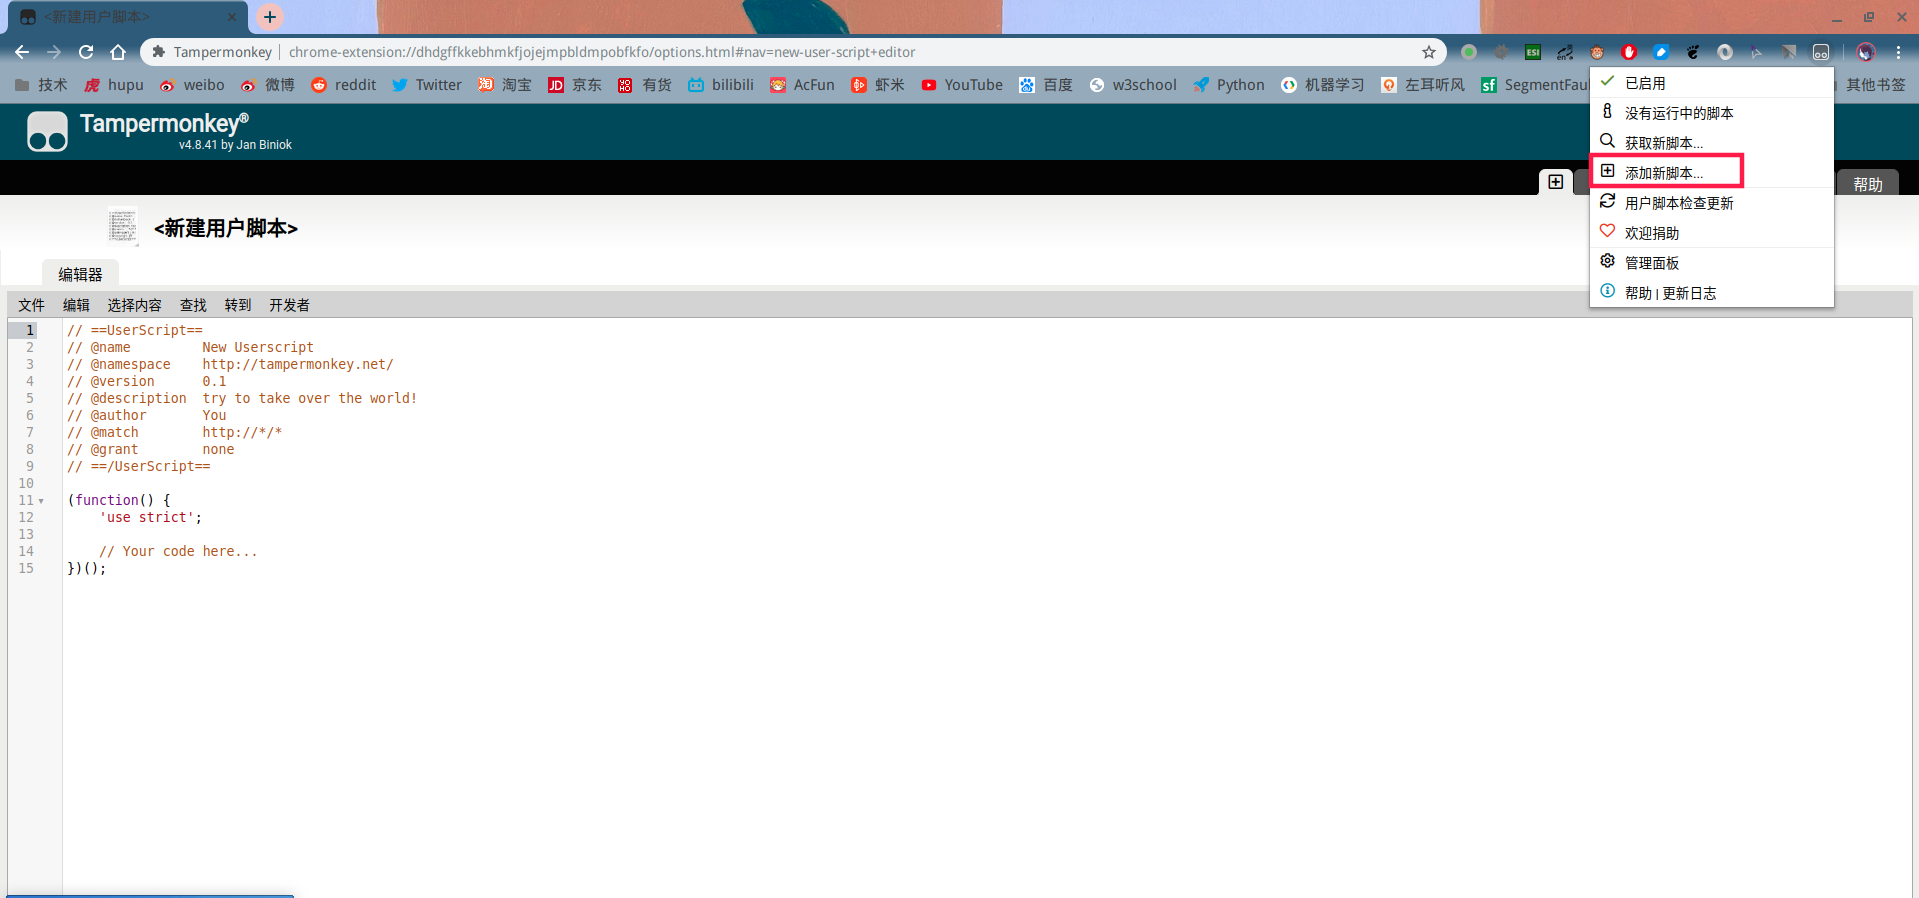 <新建用户脚本>
Tampermonkey | chrome-extension://dhdgffkkebhmkfjojejmpbldmpobfkfo/options.html#nav=new-user-script+editor
技术 hupu weibo 微博 reddit Twitter 淘宝 京东 有货 bilibili AcFun 虾米 YouTube 百度 w3school Python 机器学习 左耳听风 SegmentFau 其他书签
Tampermonkey®
v4.8.41 by Jan Biniok
已启用
没有运行中的脚本
获取新脚本...
添加新脚本...
用户脚本检查更新
欢迎捐助
管理面板
帮助 | 更新日志
帮助
<新建用户脚本>
编辑器
文件 编辑 选择内容 查找 转到 开发者
1 // ==UserScript==
2 // @name         New Userscript
3 // @namespace    http://tampermonkey.net/
4 // @version      0.1
5 // @description  try to take over the world!
6 // @author       You
7 // @match        http://*/*
8 // @grant        none
9 // ==/UserScript==
10
11 (function() {
12     'use strict';
13
14     // Your code here...
15 })();